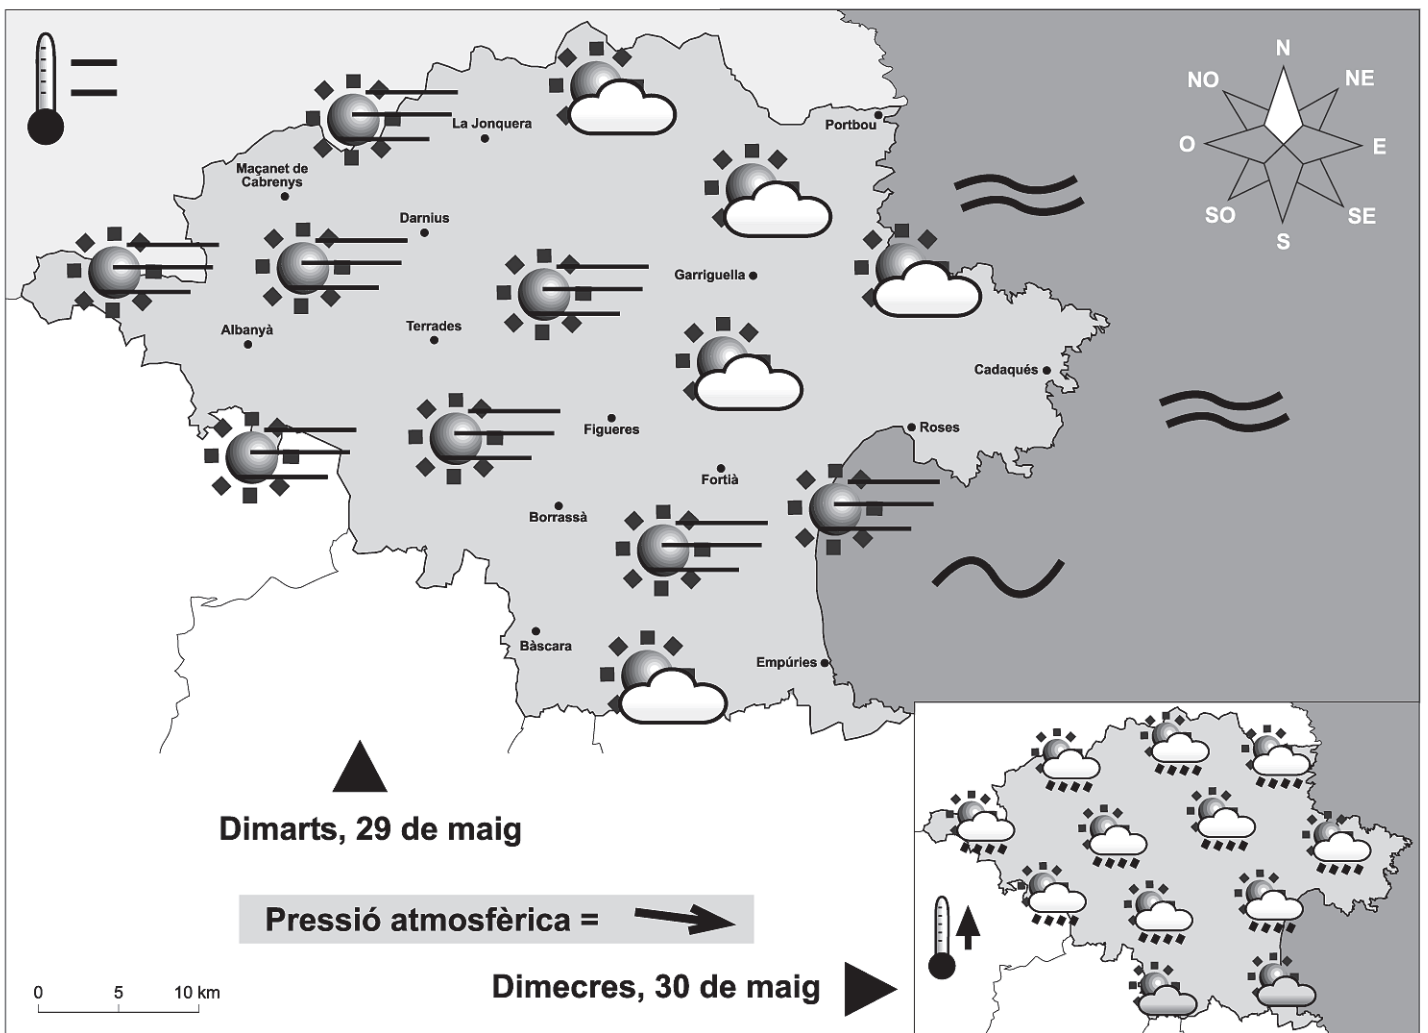 N
NO
NE
O
E
SO
SE
S
La Jonquera
Portbou
Maçanet de
Cabrenys
Darnius
Garriguella
Albanyà
Terrades
Cadaqués
Figueres
Roses
Fortià
Borrassà
Bàscara
Empúries
Dimarts, 29 de maig
Pressió atmosfèrica =
Dimecres, 30 de maig
0 5 10 km